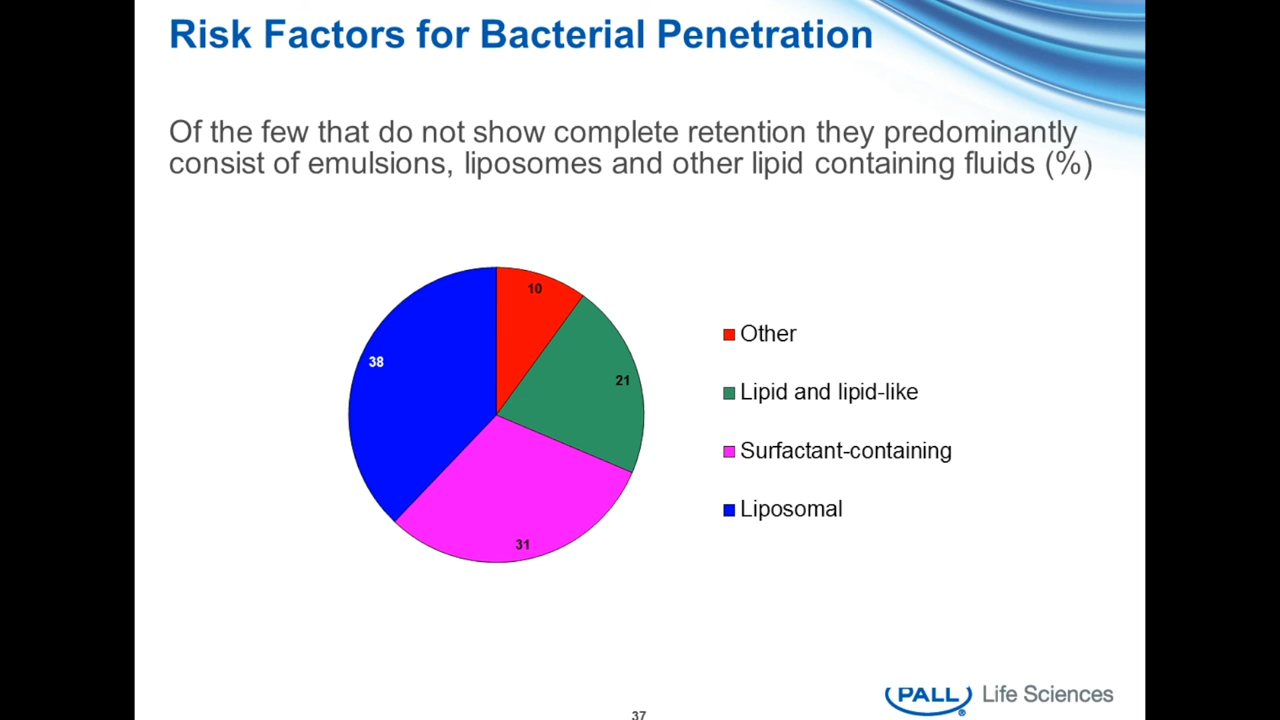 Risk Factors for Bacterial Penetration
Of the few that do not show complete retention they predominantly
consist of emulsions, liposomes and other lipid containing fluids (%)
10
21
31
38
Other
Lipid and lipid-like
Surfactant-containing
Liposomal
PALL® Life Sciences
37